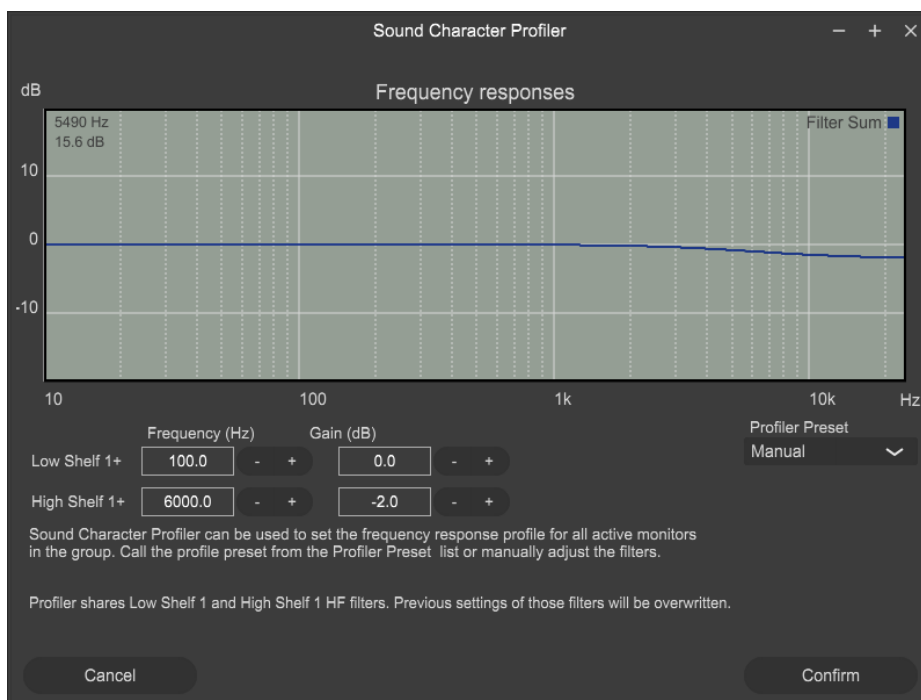 Sound Character Profiler
dB
Frequency responses
5490 Hz
15.6 dB
Filter Sum
10
0
-10
10 100 1k 10k Hz
Frequency (Hz) Gain (dB)
Profiler Preset
Low Shelf 1+ 100.0 - + 0.0 - +
Manual
High Shelf 1+ 6000.0 - + -2.0 - +
Sound Character Profiler can be used to set the frequency response profile for all active monitors
in the group. Call the profile preset from the Profiler Preset list or manually adjust the filters.
Profiler shares Low Shelf 1 and High Shelf 1 HF filters. Previous settings of those filters will be overwritten.
Cancel
Confirm